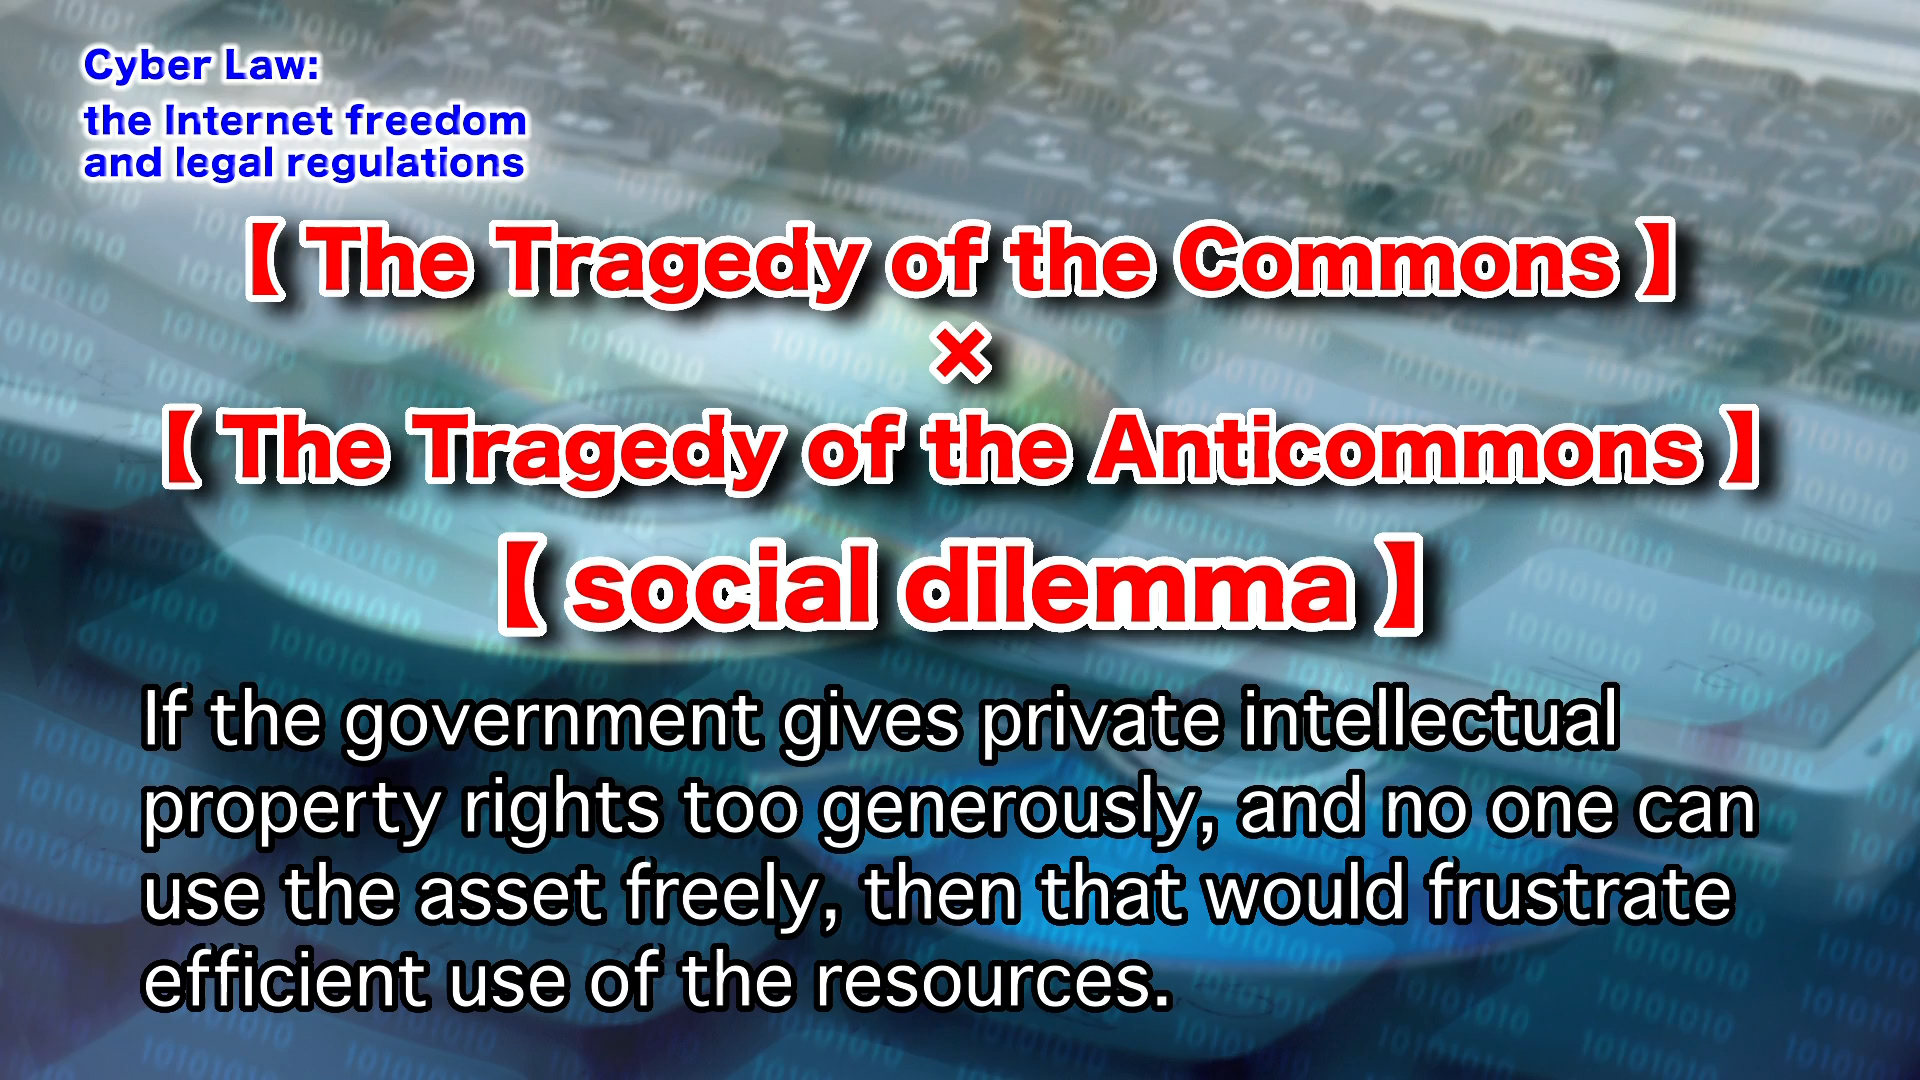 Cyber Law:
the Internet freedom
and legal regulations
【 The Tragedy of the Commons 】
×
【 The Tragedy of the Anticommons 】
【 social dilemma 】
If the government gives private intellectual
property rights too generously, and no one can
use the asset freely, then that would frustrate
efficient use of the resources.